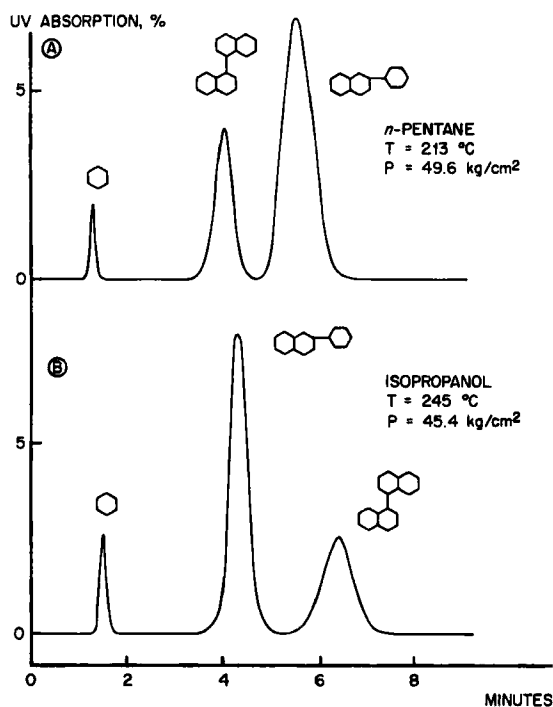 UV ABSORPTION, %
A
5
n-PENTANE
T = 213 °C
P = 49.6 kg/cm²
0
B
ISOPROPANOL
T = 245 °C
P = 45.4 kg/cm²
5
0
0 2 4 6 8
MINUTES